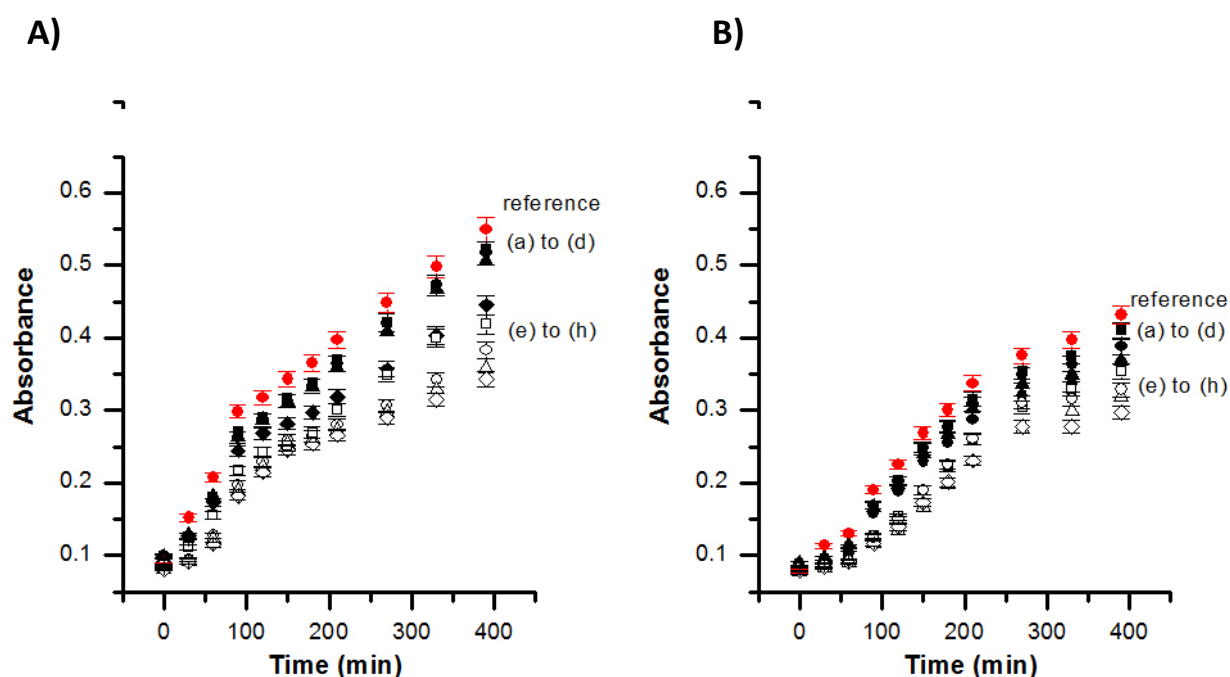 A)
Absorbance
0.6
0.5
0.4
0.3
0.2
0.1
reference
(a) to (d)
(e) to (h)
0 100 200 300 400
Time (min)
B)
Absorbance
0.6
0.5
0.4
0.3
0.2
0.1
reference
(a) to (d)
(e) to (h)
0 100 200 300 400
Time (min)